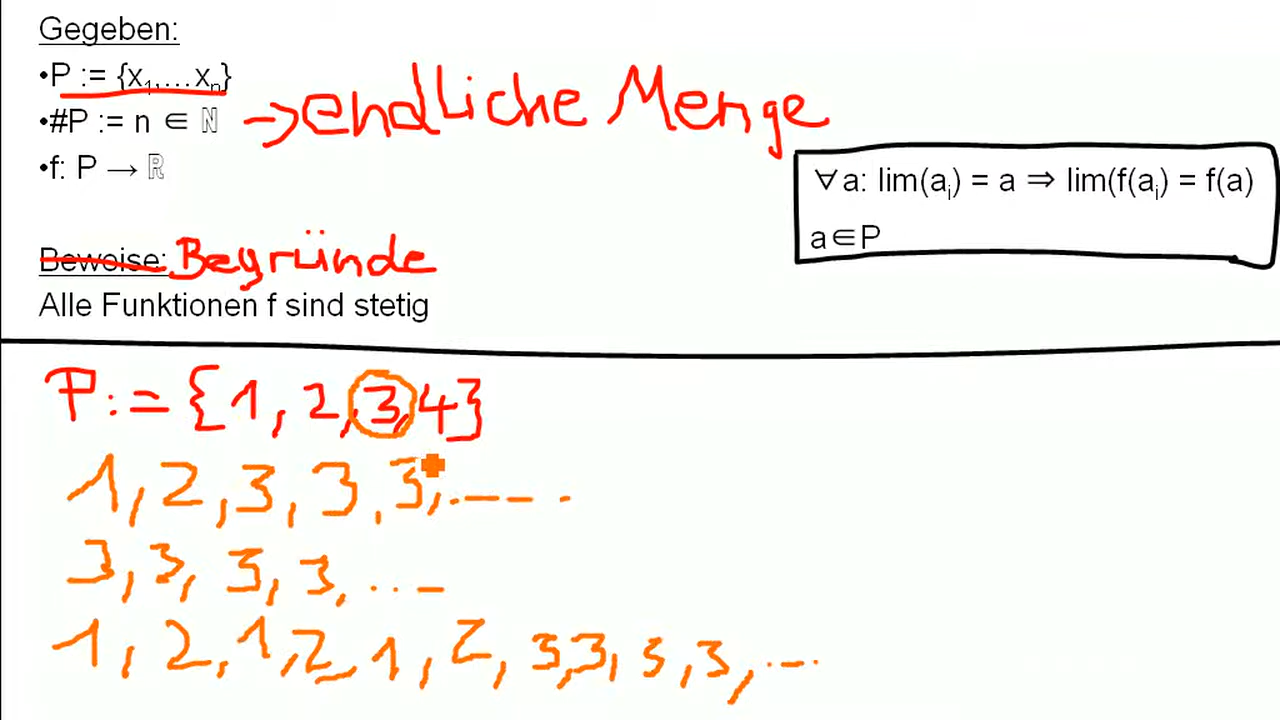 Gegeben:
•P := {x₁,...xₙ}
•#P := n ∈ ℕ →endliche Menge
•f: P → ℝ
∀a: lim(aᵢ) = a ⇒ lim(f(aᵢ) = f(a)
a∈P
Beweise: Begründe
Alle Funktionen f sind stetig
P:={1,2,3,4}
1,2,3,3,3,.--- .
3,3,3,3,..–
1,2,1,2,1,2,3,3,3,3,.–.